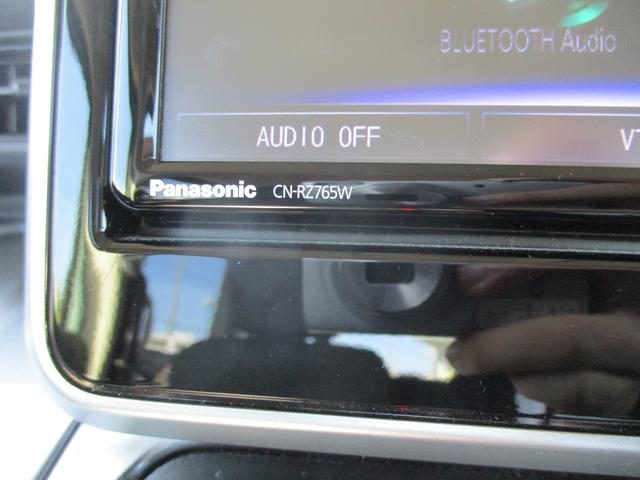 BLUETOOTH Audio
AUDIO OFF
Panasonic CN-RZ765W